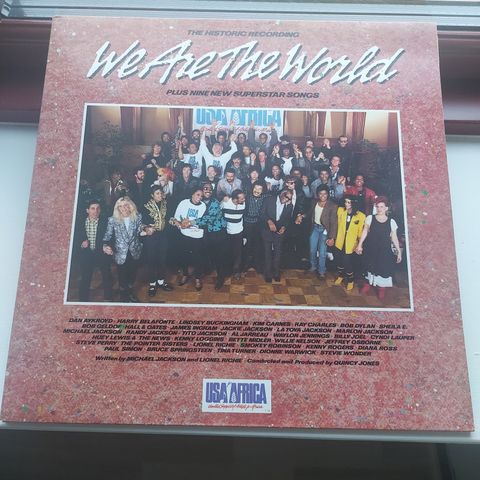 THE HISTORIC RECORDING
We Are The World
PLUS NINE NEW SUPERSTAR SONGS
USA AFRICA
DAN AYKROYD · HARRY BELAFONTE · LINDSEY BUCKINGHAM · KIM CARNES · RAY CHARLES · BOB DYLAN · SHEILA E.
BOB GELDOF · HALL & OATES · JAMES INGRAM · JACKIE JACKSON · LA TOYA JACKSON · MARLON JACKSON
MICHAEL JACKSON · RANDY JACKSON · TITO JACKSON · AL JARREAU · WAYLON JENNINGS · BILLY JOEL · CYNDI LAUPER
HUEY LEWIS & THE NEWS · KENNY LOGGINS · BETTE MIDLER · WILLIE NELSON · JEFFREY OSBORNE
STEVE PERRY · THE POINTER SISTERS · LIONEL RICHIE · SMOKEY ROBINSON · KENNY ROGERS · DIANA ROSS
PAUL SIMON · BRUCE SPRINGSTEEN · TINA TURNER · DIONNE WARWICK · STEVIE WONDER
Written by MICHAEL JACKSON and LIONEL RICHIE · Conducted and Produced by QUINCY JONES
USA AFRICA